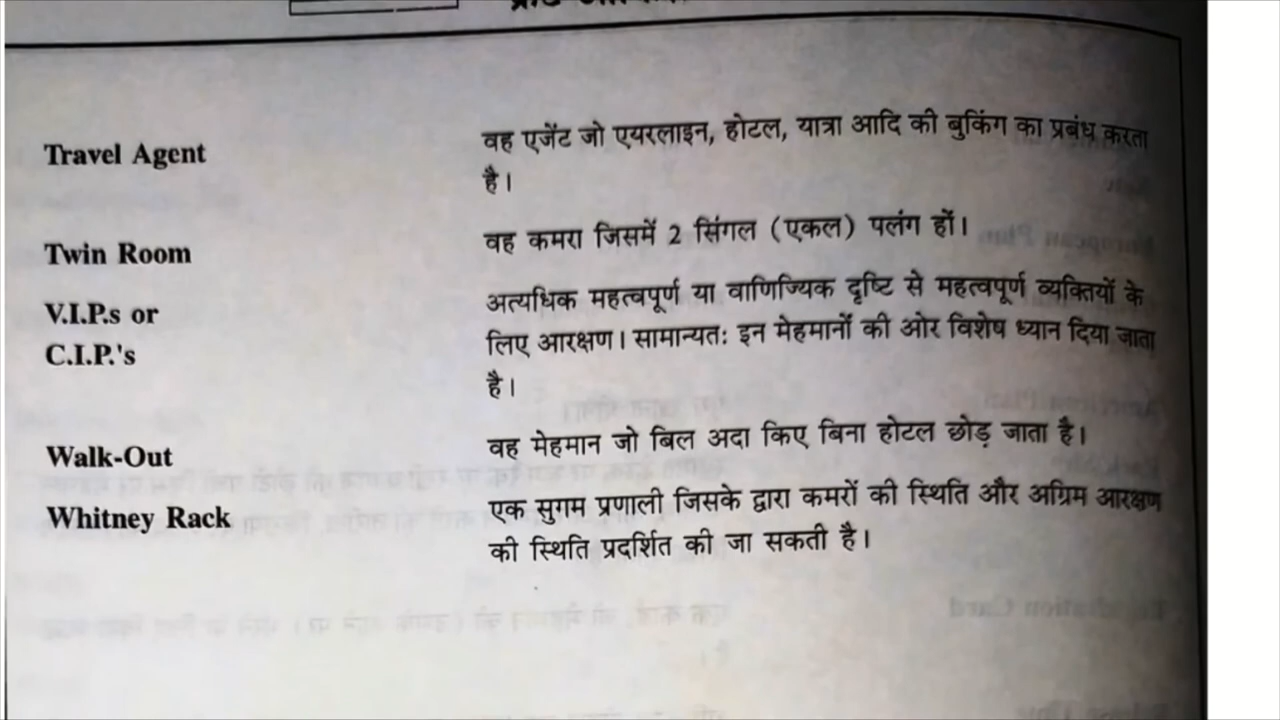 Travel Agent वह एजेंट जो एयरलाइन, होटल, यात्रा आदि की बुकिंग का प्रबंध करता
है।
Twin Room वह कमरा जिसमें 2 सिंगल (एकल) पलंग हों।
V.I.P.s or अत्यधिक महत्वपूर्ण या वाणिज्यिक दृष्टि से महत्वपूर्ण व्यक्तियों के
C.I.P.'s लिए आरक्षण। सामान्यतः इन मेहमानों की ओर विशेष ध्यान दिया जाता
है।
Walk-Out वह मेहमान जो बिल अदा किए बिना होटल छोड़ जाता है।
Whitney Rack एक सुगम प्रणाली जिसके द्वारा कमरों की स्थिति और अग्रिम आरक्षण
की स्थिति प्रदर्शित की जा सकती है।